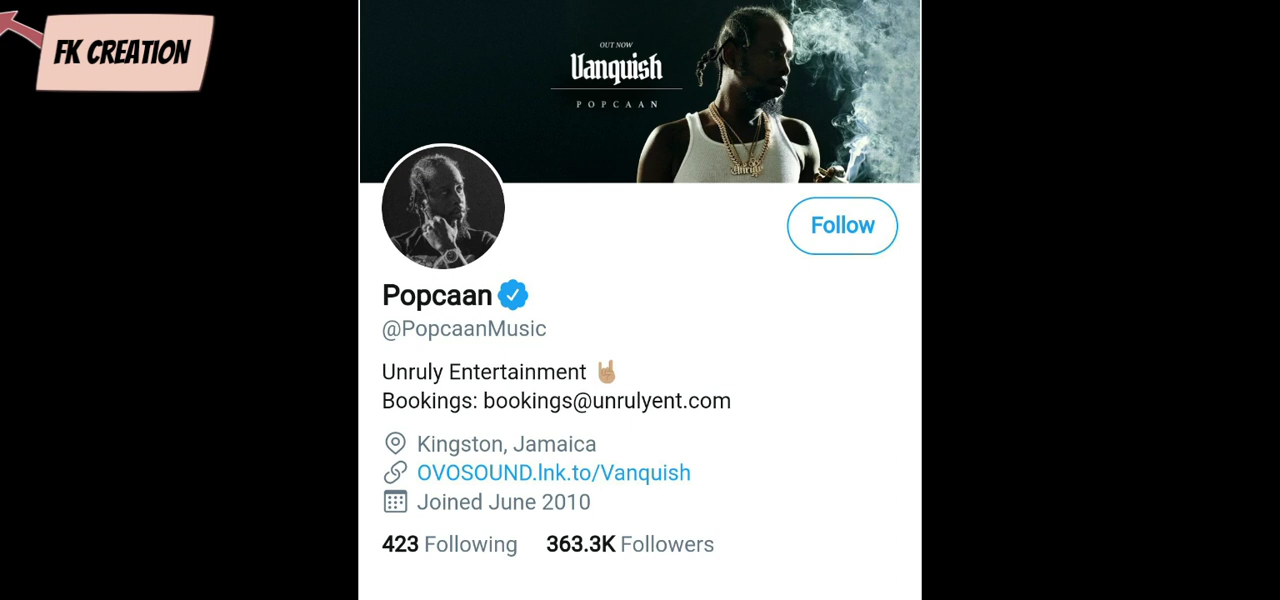 FK CREATION
OUT NOW
Vanquish
POPCAAN
Unruly
Follow
Popcaan
@PopcaanMusic
Unruly Entertainment 🤘🏼
Bookings: bookings@unrulyent.com
Kingston, Jamaica
OVOSOUND.lnk.to/Vanquish
Joined June 2010
423 Following 363.3K Followers